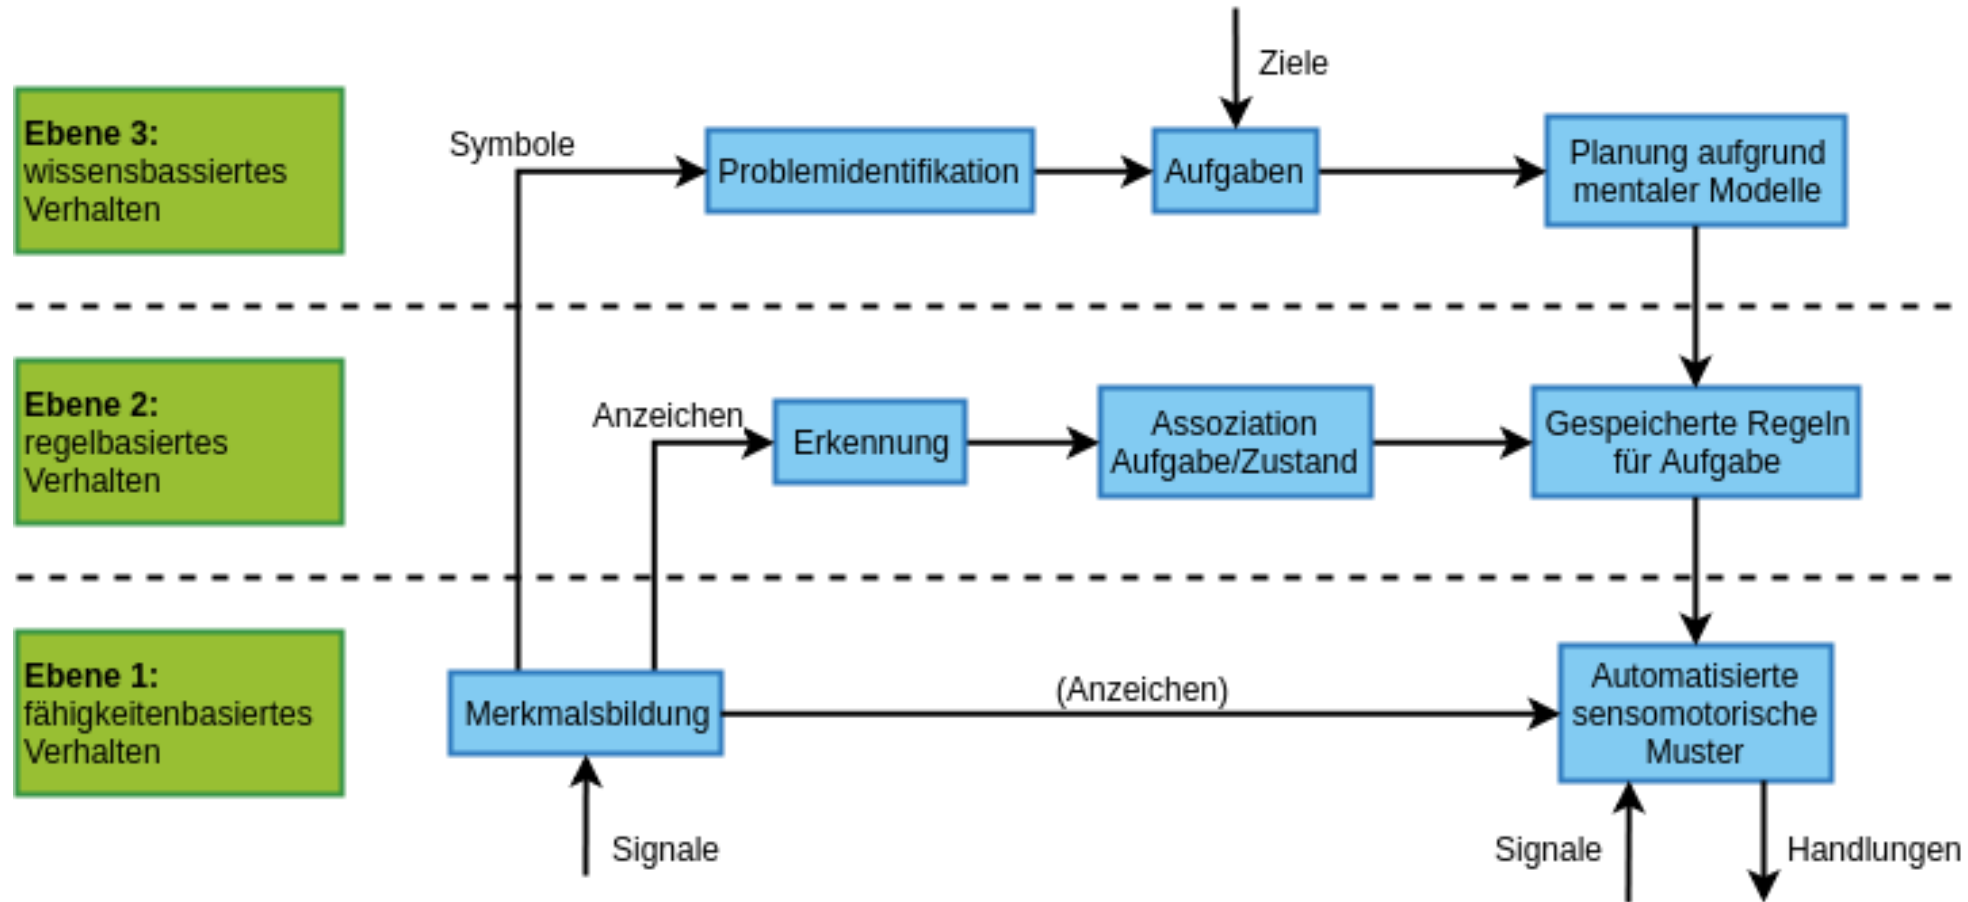 Ziele
Ebene 3:
wissensbassiertes
Verhalten
Symbole
Problemidentifikation
Aufgaben
Planung aufgrund
mentaler Modelle
Ebene 2:
regelbasiertes
Verhalten
Anzeichen
Erkennung
Assoziation
Aufgabe/Zustand
Gespeicherte Regeln
für Aufgabe
Ebene 1:
fähigkeitenbasiertes
Verhalten
Merkmalsbildung
(Anzeichen)
Automatisierte
sensomotorische
Muster
Signale
Signale
Handlungen